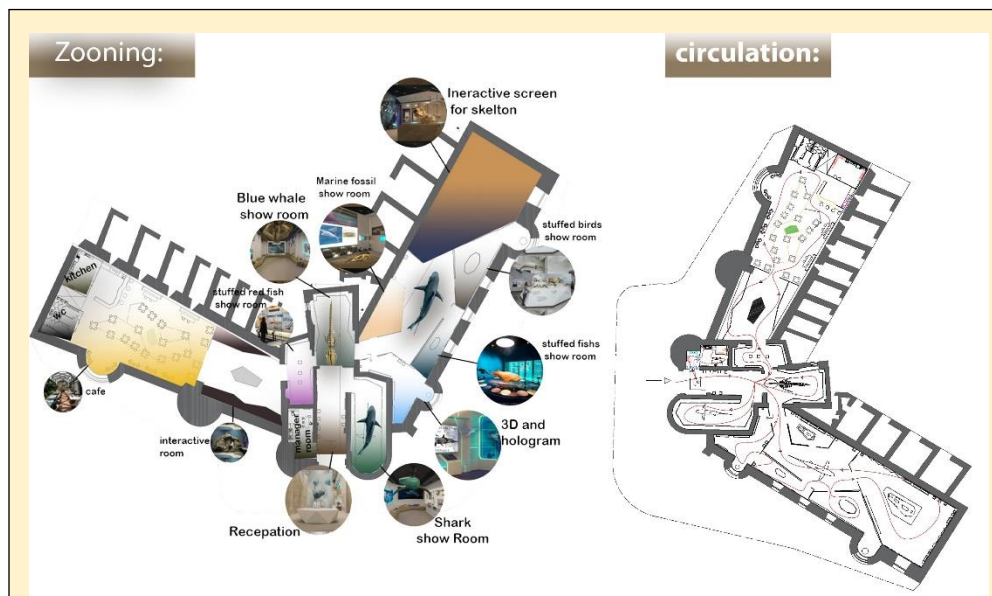 Zooning:
circulation:
Ineractive screen
for skelton
Blue whale
show room
Marine fossil
show room
stuffed birds
show room
stuffed red fish
show room
kitchen
wc
stuffed fishs
show room
cafe
3D and
hologram
interactive
room
manager
room
Recepation
Shark
show Room